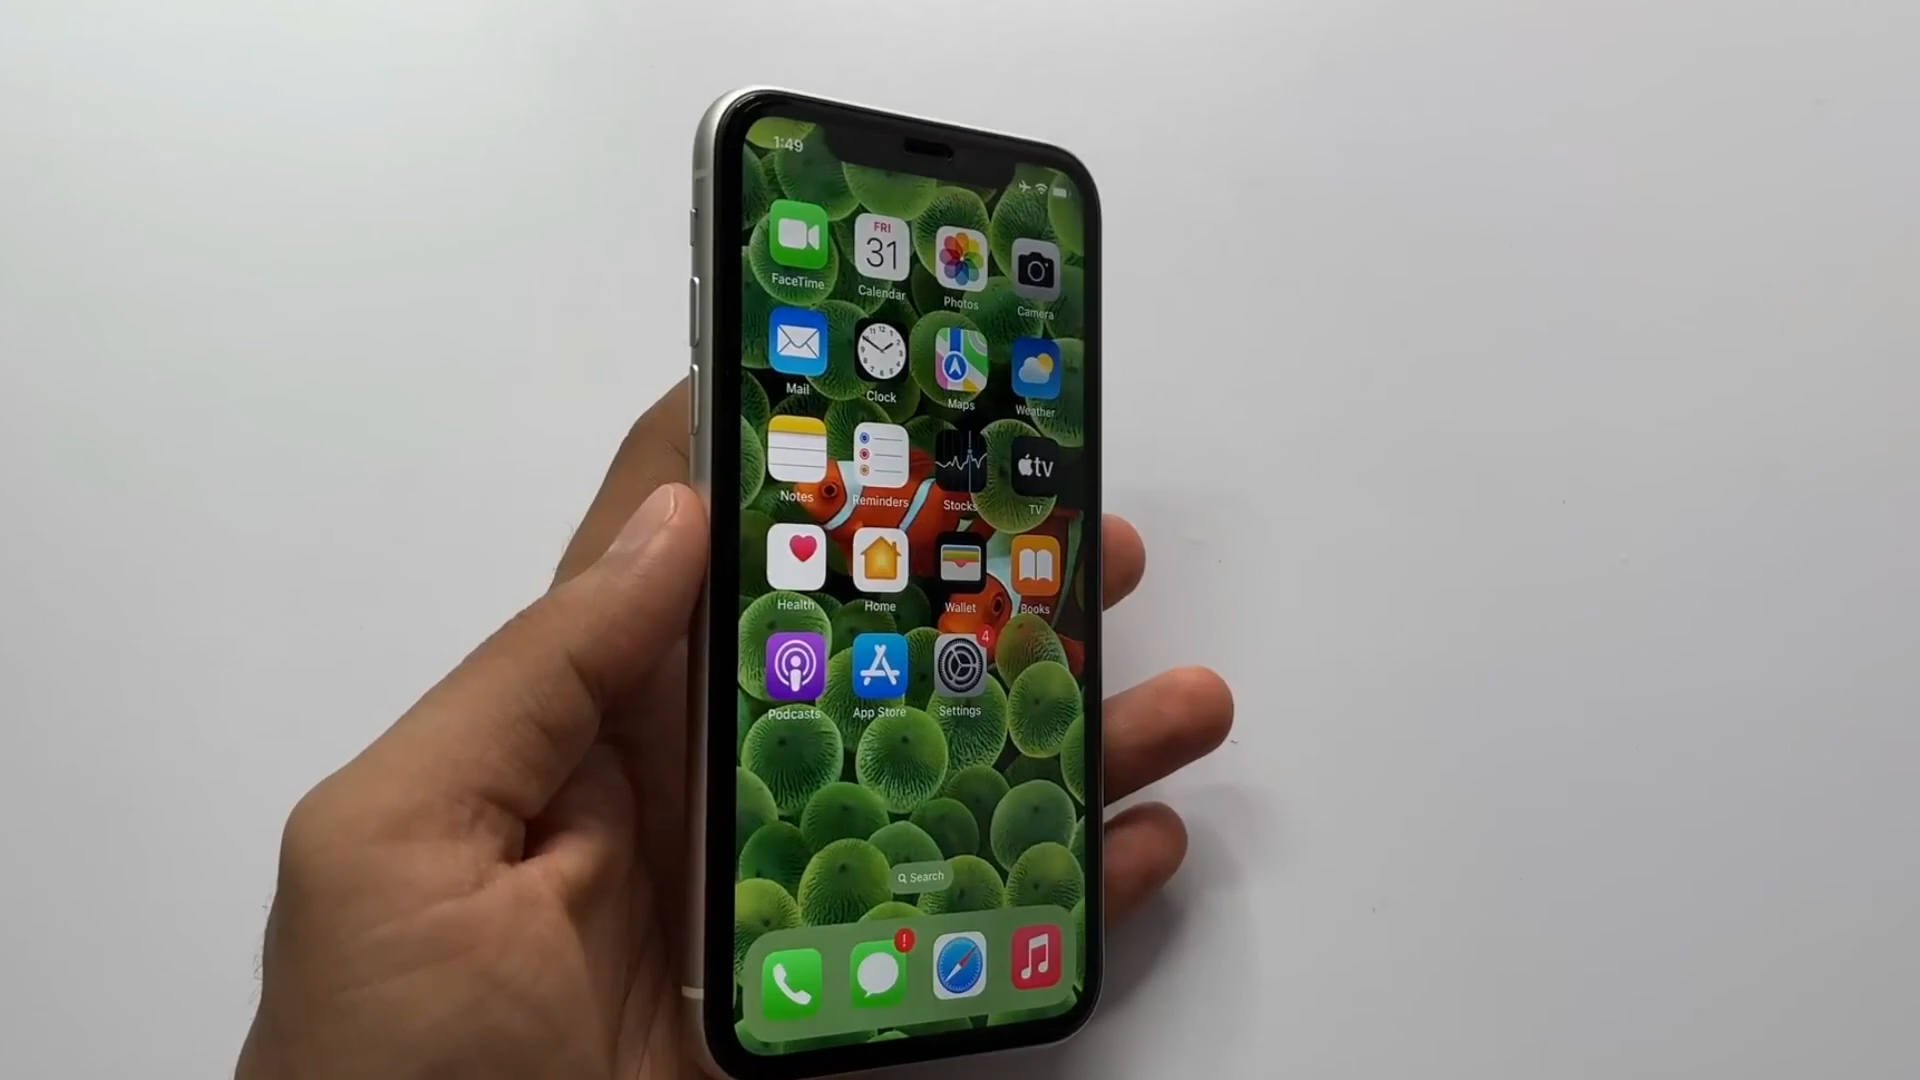 1:49
FRI
31
FaceTime
Calendar
Photos
Camera
Mail
Clock
Maps
Weather
tv
Notes
Reminders
Stocks
TV
Health
Home
Wallet
Books
4
Podcasts
App Store
Settings
Search
!